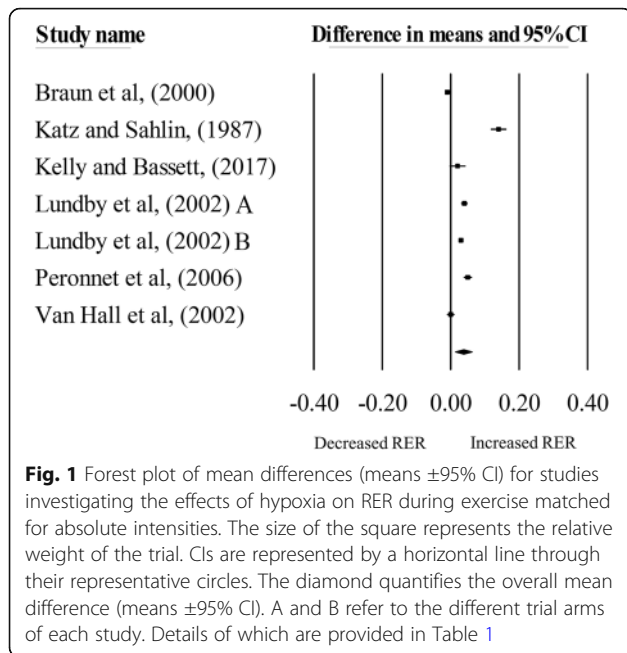 Study name Difference in means and 95%CI
Braun et al, (2000)
Katz and Sahlin, (1987)
Kelly and Bassett, (2017)
Lundby et al, (2002) A
Lundby et al, (2002) B
Peronnet et al, (2006)
Van Hall et al, (2002)
-0.40 -0.20 0.00 0.20 0.40
Decreased RER Increased RER
Fig. 1 Forest plot of mean differences (means ±95% CI) for studies
investigating the effects of hypoxia on RER during exercise matched
for absolute intensities. The size of the square represents the relative
weight of the trial. CIs are represented by a horizontal line through
their representative circles. The diamond quantifies the overall mean
difference (means ±95% CI). A and B refer to the different trial arms
of each study. Details of which are provided in Table 1